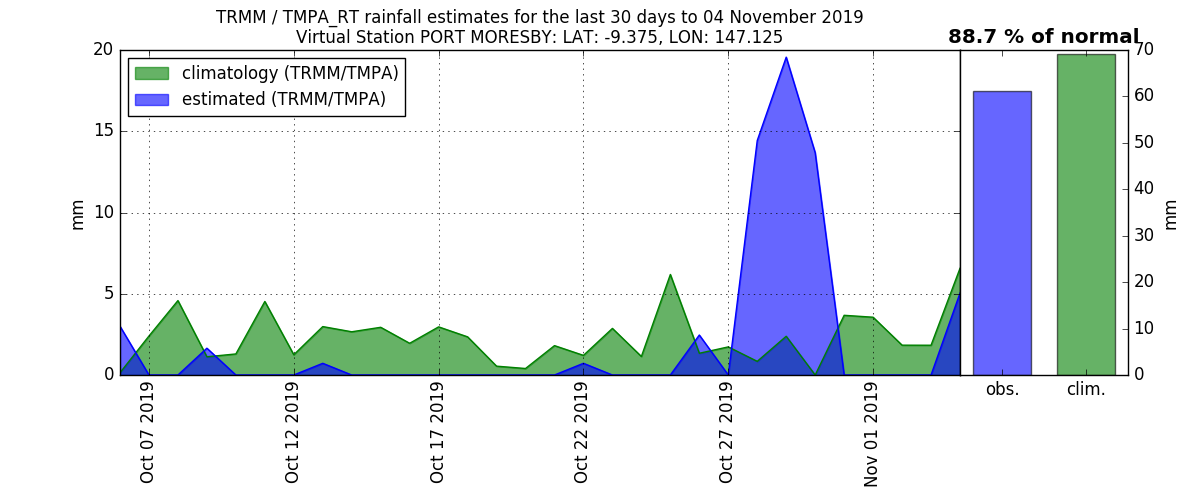 TRMM / TMPA_RT rainfall estimates for the last 30 days to 04 November 2019
Virtual Station PORT MORESBY: LAT: -9.375, LON: 147.125
88.7 % of normal
climatology (TRMM/TMPA)
estimated (TRMM/TMPA)
20
15
10
5
0
mm
Oct 07 2019
Oct 12 2019
Oct 17 2019
Oct 22 2019
Oct 27 2019
Nov 01 2019
obs.
clim.
70
60
50
40
30
20
10
0
mm